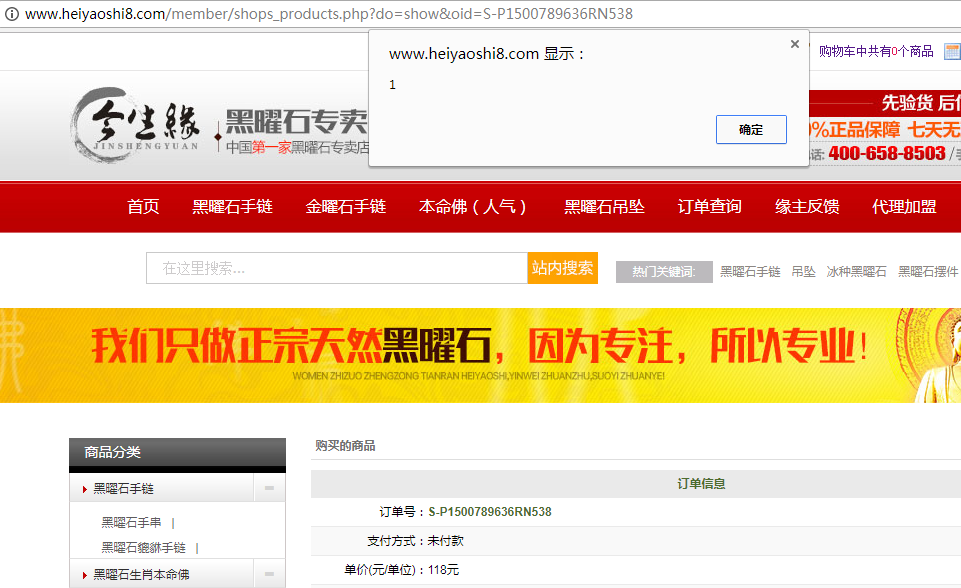 www.heiyaoshi8.com/member/shops_products.php?do=show&oid=S-P1500789636RN538
www.heiyaoshi8.com 显示：
1
确定
购物车中共有0个商品
今生緣
JINSHENGYUAN
黑曜石专卖
中国第一家黑曜石专卖店
先验货 后
%正品保障 七天无
话: 400-658-8503 /
首页 黑曜石手链 金曜石手链 本命佛（人气） 黑曜石吊坠 订单查询 缘主反馈 代理加盟
在这里搜索... 站内搜索 热门关键词: 黑曜石手链 吊坠 冰种黑曜石 黑曜石摆件
我们只做正宗天然黑曜石，因为专注，所以专业！
WOMEN ZHIZUO ZHENGZONG TIANRAN HEIYAOSHI,YINWEI ZHUANZHU,SUOYI ZHUANYE!
商品分类
黑曜石手链
黑曜石手串 |
黑曜石貔貅手链 |
黑曜石生肖本命佛
购买的商品
订单信息
订单号：S-P1500789636RN538
支付方式：未付款
单价(元/单位)：118元